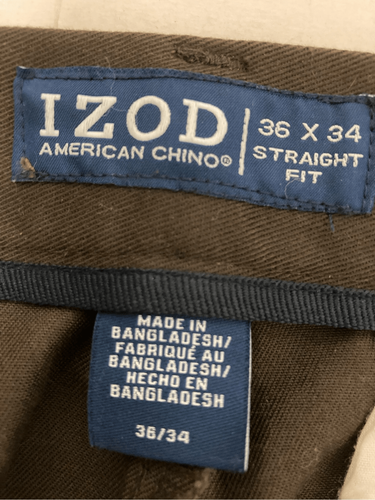 IZOD
AMERICAN CHINO®
36 X 34
STRAIGHT
FIT
MADE IN
BANGLADESH/
FABRIQUÉ AU
BANGLADESH/
HECHO EN
BANGLADESH
36/34